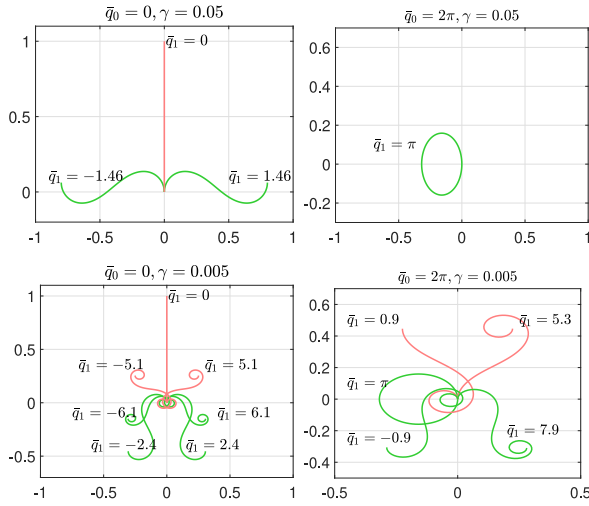 q̄₀ = 0, γ = 0.05
1
q̄₁ = 0
0.5
q̄₁ = −1.46
q̄₁ = 1.46
0
-1
-0.5
0
0.5
1
q̄₀ = 2π, γ = 0.05
0.6
0.4
0.2
q̄₁ = π
0
-0.2
-1
-0.5
0
0.5
1
q̄₀ = 0, γ = 0.005
1
q̄₁ = 0
0.5
q̄₁ = −5.1
q̄₁ = 5.1
0
q̄₁ = −6.1
q̄₁ = 6.1
q̄₁ = −2.4
q̄₁ = 2.4
-0.5
-1
-0.5
0
0.5
1
q̄₀ = 2π, γ = 0.005
0.6
q̄₁ = 0.9
q̄₁ = 5.3
0.4
0.2
q̄₁ = π
0
-0.2
q̄₁ = −0.9
q̄₁ = 7.9
-0.4
-0.5
0
0.5